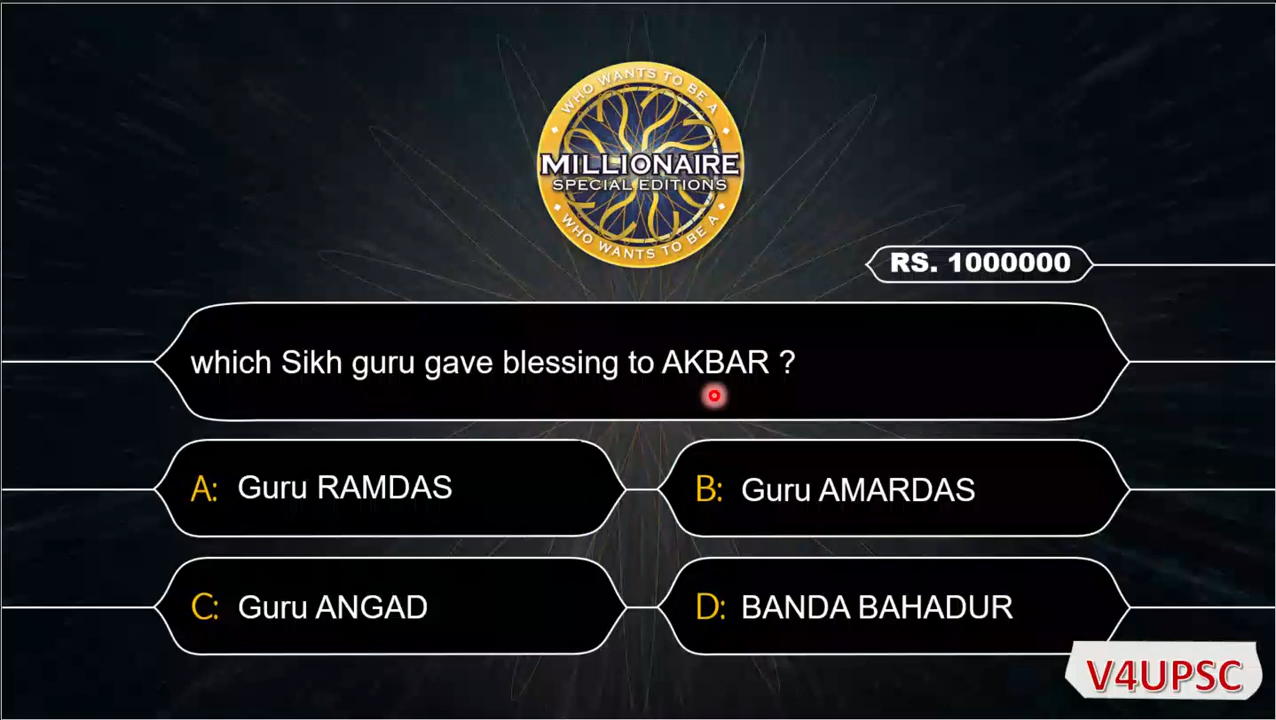 WHO WANTS TO BE A
MILLIONAIRE
SPECIAL EDITIONS
WHO WANTS TO BE A
RS. 1000000
which Sikh guru gave blessing to AKBAR ?
A: Guru RAMDAS
B: Guru AMARDAS
C: Guru ANGAD
D: BANDA BAHADUR
V4UPSC